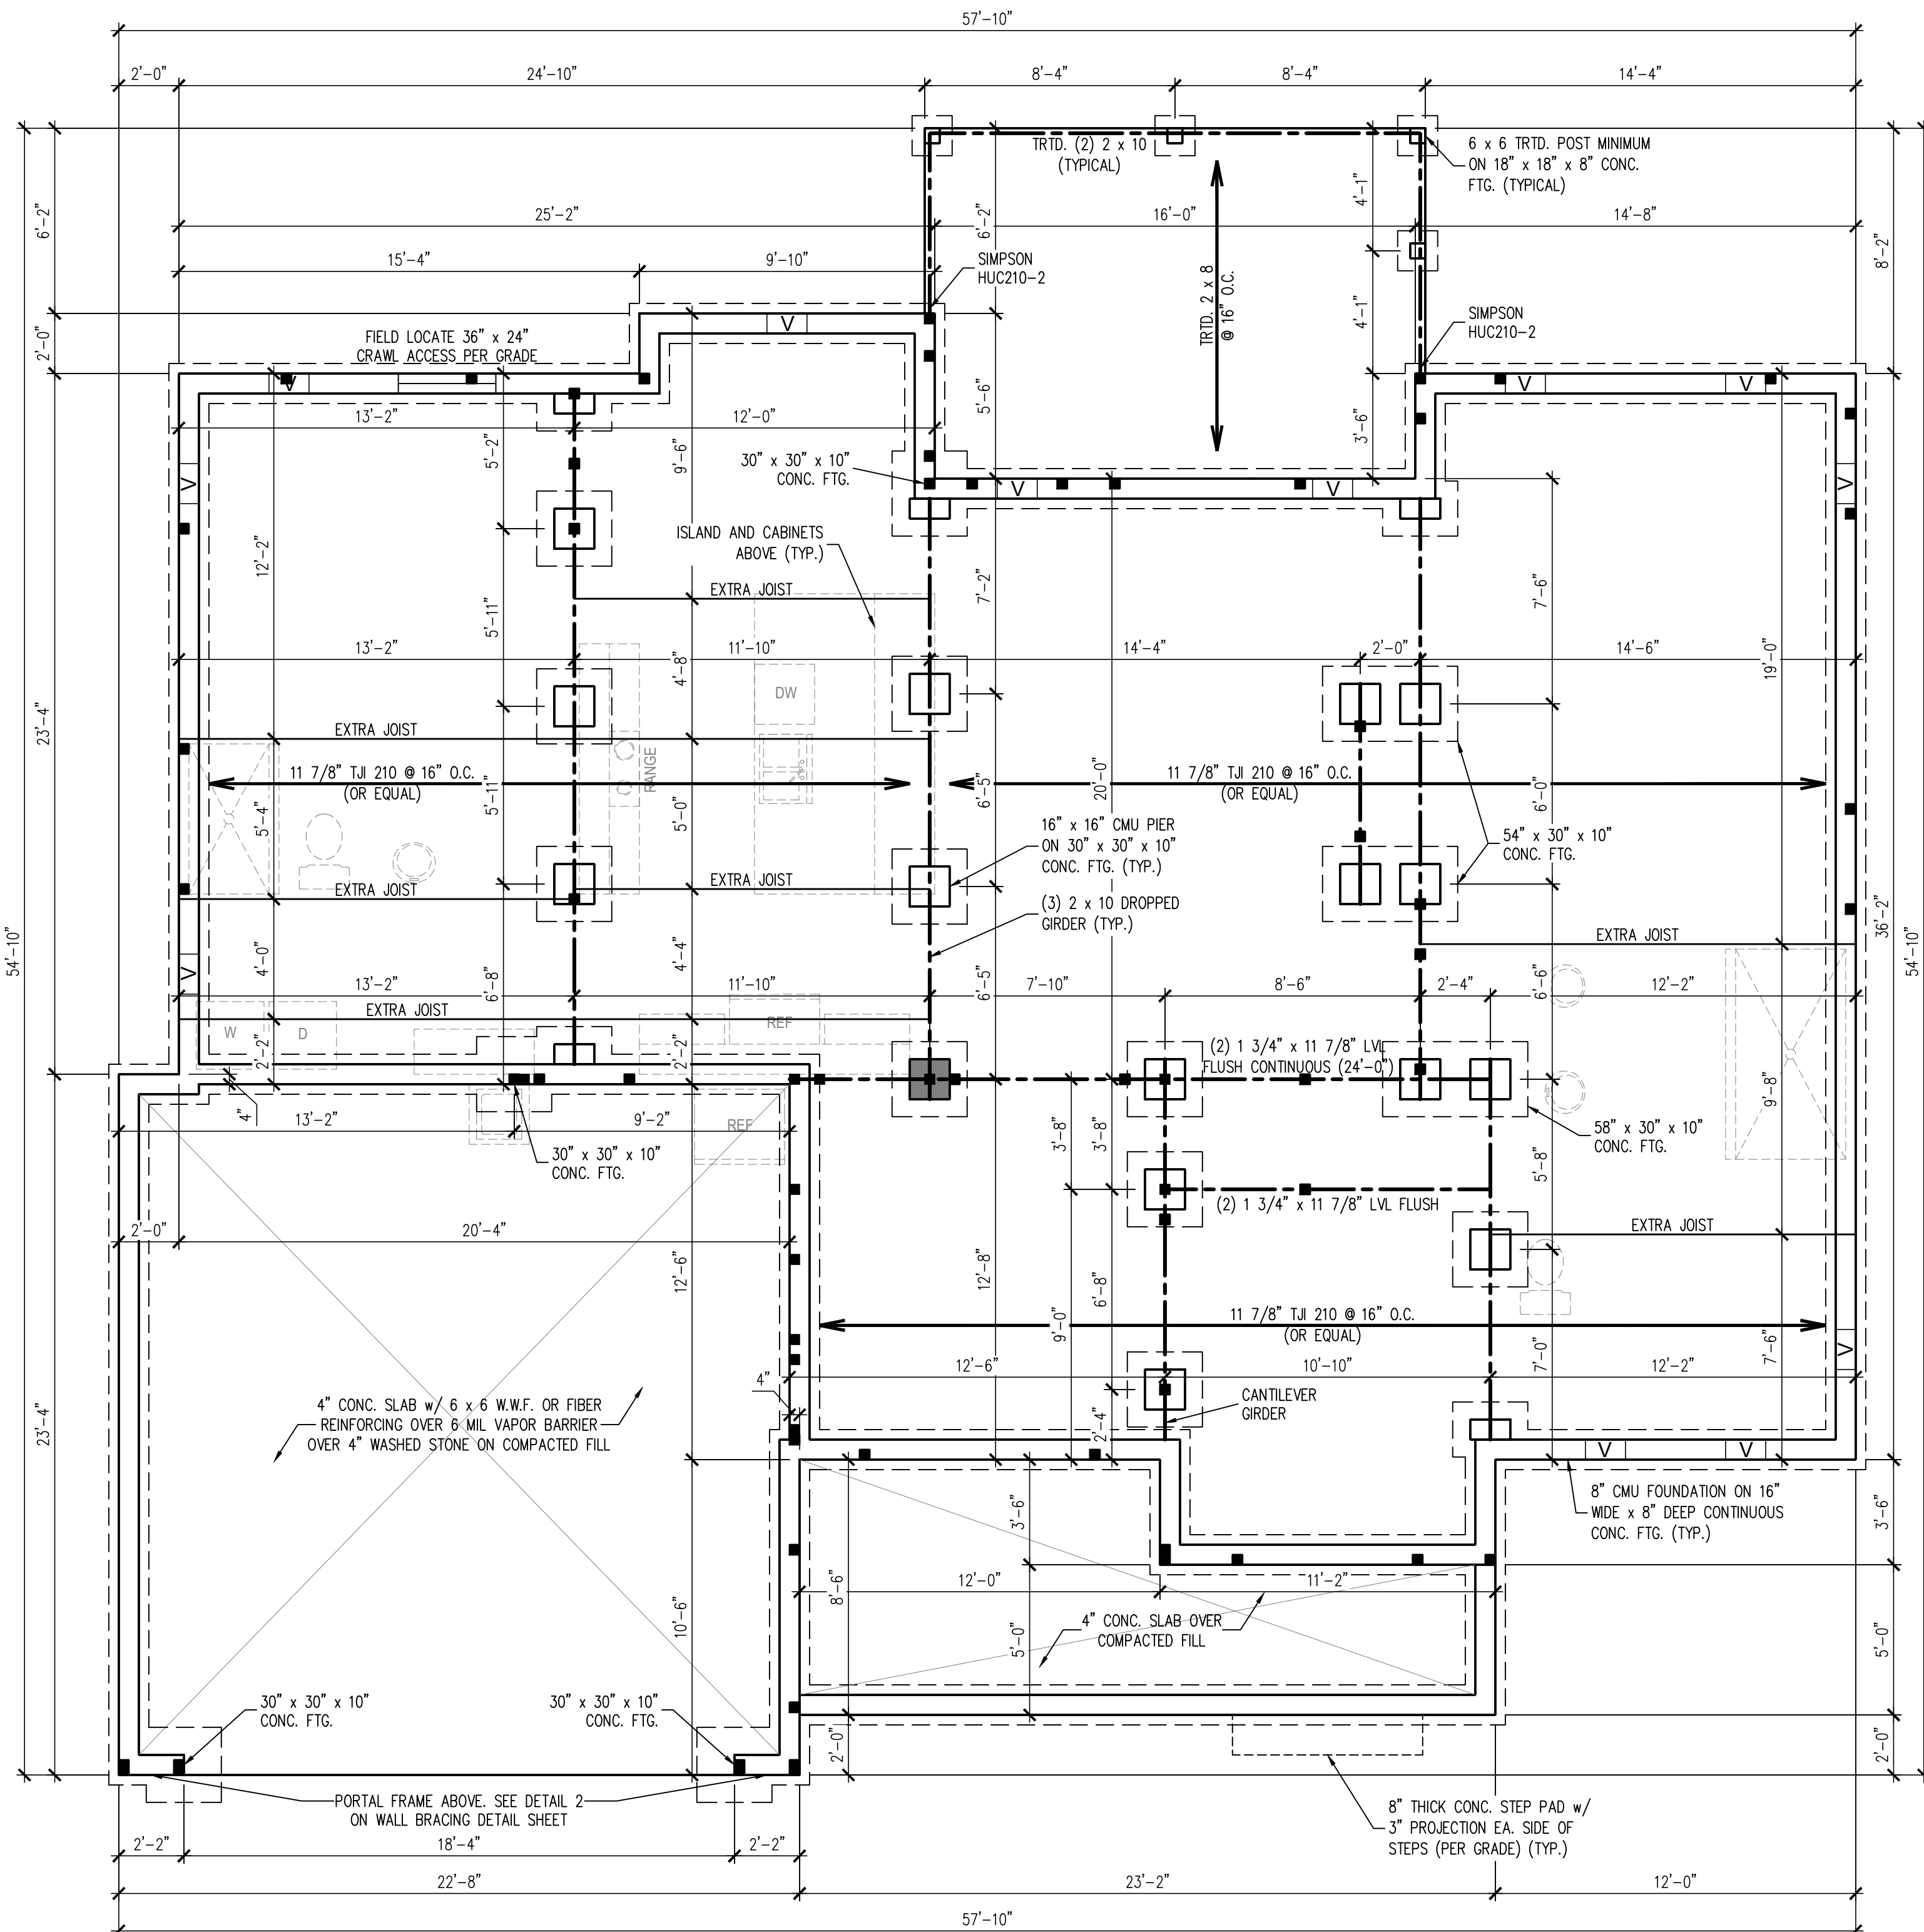 57'-10"
2'-0"
24'-10"
8'-4"
8'-4"
14'-4"
TRTD. (2) 2 x 10
(TYPICAL)
6 x 6 TRTD. POST MINIMUM
ON 18" x 18" x 8" CONC.
FTG. (TYPICAL)
6'-2"
25'-2"
6'-2"
16'-0"
4'-1"
14'-8"
8'-2"
15'-4"
9'-10"
SIMPSON
HUC210-2
TRTD. 2 x 8
@ 16" O.C.
4'-1"
SIMPSON
HUC210-2
2'-0"
FIELD LOCATE 36" x 24"
CRAWL ACCESS PER GRADE
V
V
V
V
13'-2"
12'-0"
5'-2"
9'-6"
5'-6"
3'-6"
30" x 30" x 10"
CONC. FTG.
V
V
V
V
12'-2"
ISLAND AND CABINETS
ABOVE (TYP.)
EXTRA JOIST
5'-11"
7'-2"
7'-6"
13'-2"
4'-8"
11'-10"
14'-4"
2'-0"
14'-6"
19'-0"
DW
23'-4"
EXTRA JOIST
RANGE
11 7/8" TJI 210 @ 16" O.C.
(OR EQUAL)
11 7/8" TJI 210 @ 16" O.C.
(OR EQUAL)
5'-4"
5'-11"
5'-0"
6'-5"
20'-0"
6'-0"
16" x 16" CMU PIER
ON 30" x 30" x 10"
CONC. FTG. (TYP.)
54" x 30" x 10"
CONC. FTG.
EXTRA JOIST
EXTRA JOIST
(3) 2 x 10 DROPPED
GIRDER (TYP.)
54'-10"
36'-2"
54'-10"
EXTRA JOIST
V
4'-0"
6'-8"
4'-4"
6'-5"
6'-6"
13'-2"
11'-10"
7'-10"
8'-6"
2'-4"
12'-2"
EXTRA JOIST
W
D
REF
2'-2"
2'-2"
(2) 1 3/4" x 11 7/8" LVL
FLUSH CONTINUOUS (24'-0")
9'-8"
4"
13'-2"
9'-2"
REF
3'-8"
3'-8"
58" x 30" x 10"
CONC. FTG.
30" x 30" x 10"
CONC. FTG.
5'-8"
(2) 1 3/4" x 11 7/8" LVL FLUSH
2'-0"
20'-4"
EXTRA JOIST
12'-6"
12'-8"
6'-8"
9'-0"
11 7/8" TJI 210 @ 16" O.C.
(OR EQUAL)
7'-0"
7'-6"
V
12'-6"
10'-10"
12'-2"
4"
CANTILEVER
GIRDER
4" CONC. SLAB w/ 6 x 6 W.W.F. OR FIBER
REINFORCING OVER 6 MIL VAPOR BARRIER
OVER 4" WASHED STONE ON COMPACTED FILL
2'-4"
V
V
23'-4"
8" CMU FOUNDATION ON 16"
WIDE x 8" DEEP CONTINUOUS
CONC. FTG. (TYP.)
3'-6"
3'-6"
8'-6"
12'-0"
11'-2"
10'-6"
4" CONC. SLAB OVER
COMPACTED FILL
5'-0"
5'-0"
30" x 30" x 10"
CONC. FTG.
30" x 30" x 10"
CONC. FTG.
2'-0"
2'-0"
PORTAL FRAME ABOVE. SEE DETAIL 2
ON WALL BRACING DETAIL SHEET
8" THICK CONC. STEP PAD w/
3" PROJECTION EA. SIDE OF
STEPS (PER GRADE) (TYP.)
2'-2"
18'-4"
2'-2"
22'-8"
23'-2"
12'-0"
57'-10"